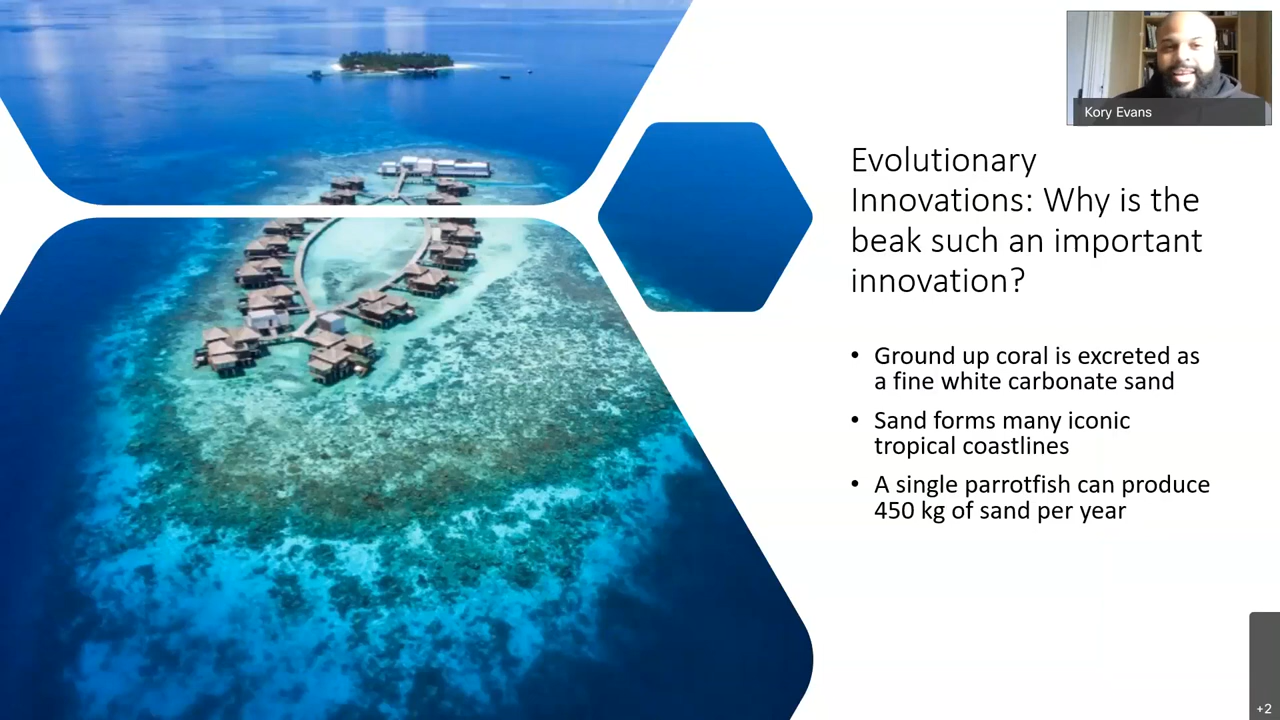 Kory Evans
Evolutionary
Innovations: Why is the
beak such an important
innovation?
• Ground up coral is excreted as
a fine white carbonate sand
• Sand forms many iconic
tropical coastlines
• A single parrotfish can produce
450 kg of sand per year
+2